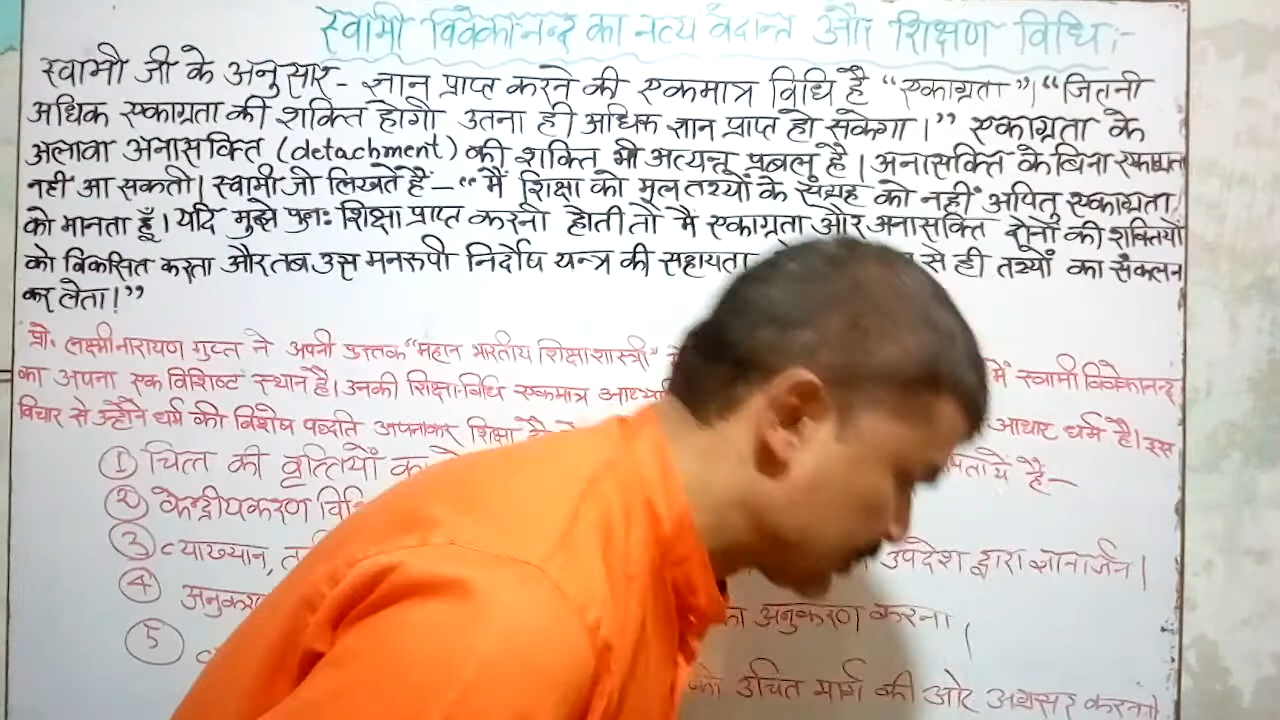 स्वामी विवेकानन्द का नव्य वेदान्त और शिक्षण विधि:-
स्वामी जी के अनुसार - ज्ञान प्राप्त करने की एकमात्र विधि है "एकाग्रता"। "जितनी
अधिक एकाग्रता की शक्ति होगी उतना ही अधिक ज्ञान प्राप्त हो सकेगा।" एकाग्रता के
अलावा अनासक्ति (detachment) की शक्ति भी अत्यन्त प्रबल है। अनासक्ति के बिना एकाग्रता
नहीं आ सकती। स्वामी जी लिखते हैं - "मैं शिक्षा को मूल तथ्यों के संग्रह को नहीं अपितु एकाग्रता
को मानता हूँ। यदि मुझे पुनः शिक्षा प्राप्त करनी होती तो मैं एकाग्रता और अनासक्ति दोनों की शक्तियों
को विकसित करता और तब उस मनरूपी निर्दोष यन्त्र की सहायता से ही तथ्यों का संकलन
कर लेता।"
प्रो. लक्ष्मीनारायण गुप्त ने अपनी पुस्तक "महान भारतीय शिक्षाशास्त्री" में स्वामी विवेकानन्द
का अपना एक विशिष्ट स्थान है। उनकी शिक्षा-विधि एकमात्र आधार धर्म है। इस
विचार से उन्होंने धर्म की विशेष पद्धति अपनाकर शिक्षा हैं-
① चित्त की वृत्तियों का
② केन्द्रीयकरण
③ व्याख्यान, उपदेश द्वारा ज्ञानार्जन।
④ का अनुकरण करना।
⑤ को उचित मार्ग की ओर अग्रसर करना।